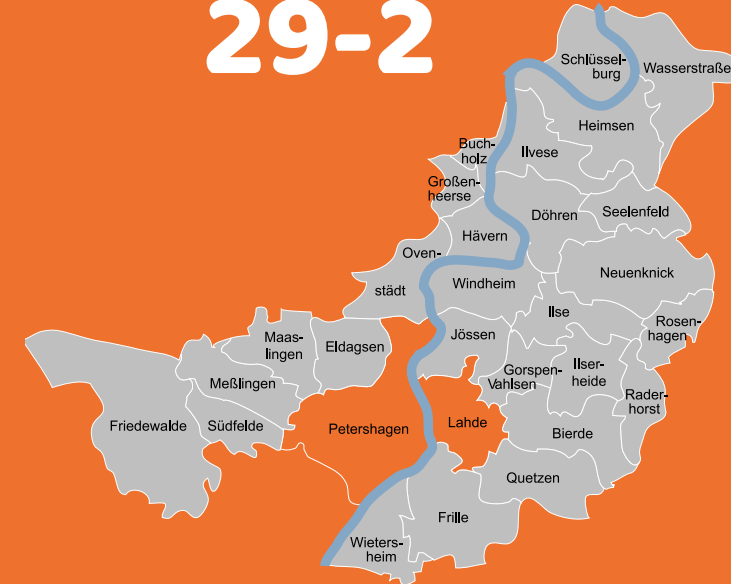 29-2
Schlüssel-
burg
Wasserstraße
Heimsen
Buch-
holz
Ilvese
Großen-
heerse
Döhren
Seelenfeld
Hävern
Oven-
städt
Windheim
Neuenknick
Ilse
Rosen-
hagen
Maas-
lingen
Eldagsen
Jössen
Meßlingen
Gorspen-
Vahlsen
Ilser-
heide
Rader-
horst
Friedewalde
Südfelde
Petershagen
Lahde
Bierde
Quetzen
Frille
Wieters-
heim